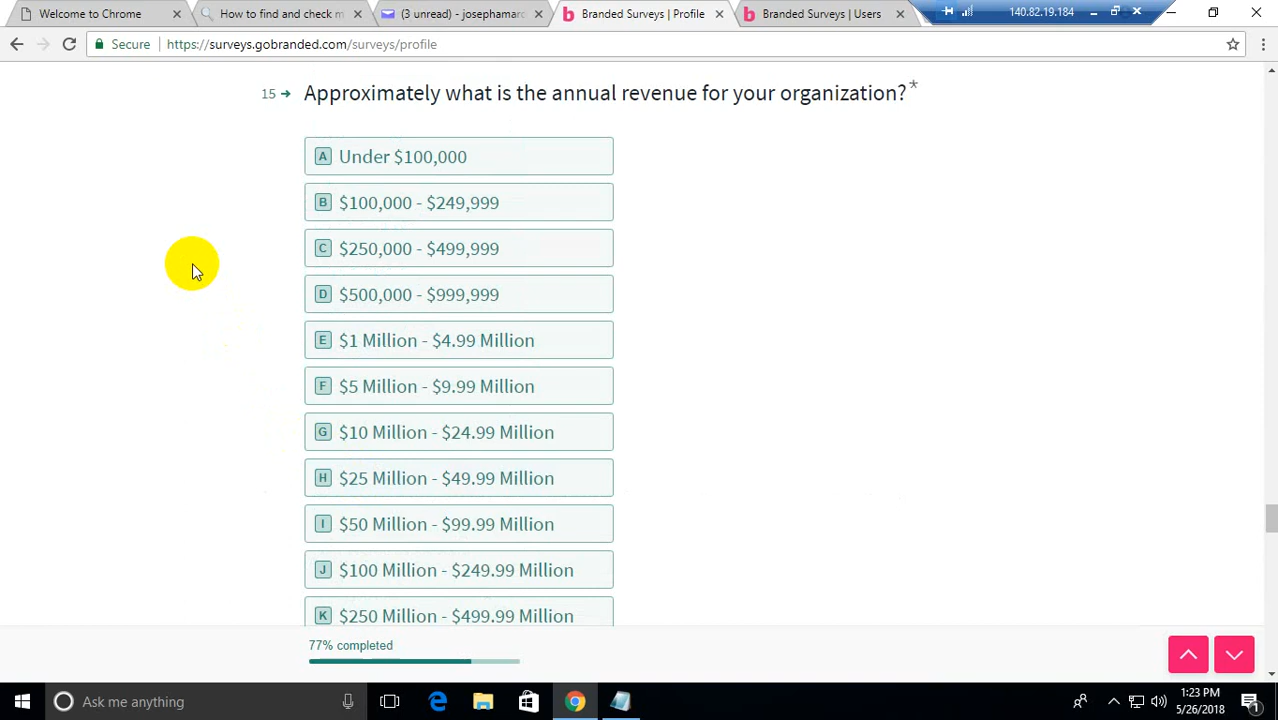 Welcome to Chrome
How to find and check m
(3 unread) - josephamarc
Branded Surveys | Profile
Branded Surveys | Users
140.82.19.184
Secure
https://surveys.gobranded.com/surveys/profile
15 → Approximately what is the annual revenue for your organization?*
A Under $100,000
B $100,000 - $249,999
C $250,000 - $499,999
D $500,000 - $999,999
E $1 Million - $4.99 Million
F $5 Million - $9.99 Million
G $10 Million - $24.99 Million
H $25 Million - $49.99 Million
I $50 Million - $99.99 Million
J $100 Million - $249.99 Million
K $250 Million - $499.99 Million
77% completed
Ask me anything
1:23 PM
5/26/2018
1